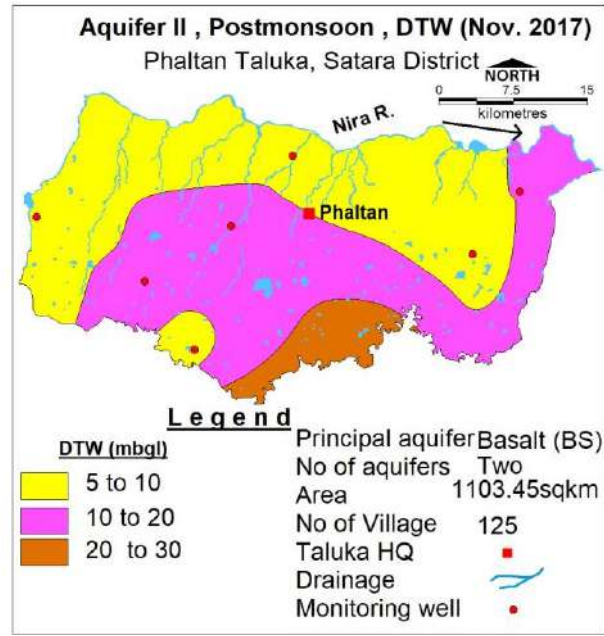 Aquifer II , Postmonsoon , DTW (Nov. 2017)
Phaltan Taluka, Satara District
NORTH
0 7.5 15
kilometres
Nira R.
Phaltan
Legend
DTW (mbgl)
5 to 10
10 to 20
20 to 30
Principal aquifer Basalt (BS)
No of aquifers Two
Area 1103.45sqkm
No of Village 125
Taluka HQ
Drainage
Monitoring well